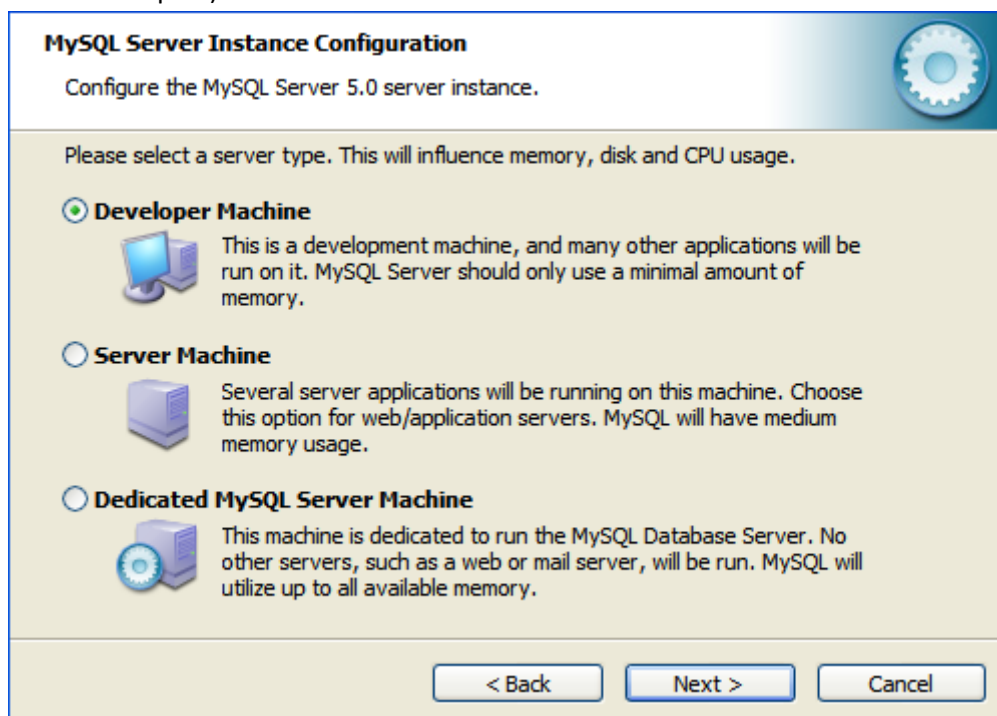 MySQL Server Instance Configuration
Configure the MySQL Server 5.0 server instance.
Please select a server type. This will influence memory, disk and CPU usage.
Developer Machine
This is a development machine, and many other applications will be
run on it. MySQL Server should only use a minimal amount of
memory.
Server Machine
Several server applications will be running on this machine. Choose
this option for web/application servers. MySQL will have medium
memory usage.
Dedicated MySQL Server Machine
This machine is dedicated to run the MySQL Database Server. No
other servers, such as a web or mail server, will be run. MySQL will
utilize up to all available memory.
< Back
Next >
Cancel